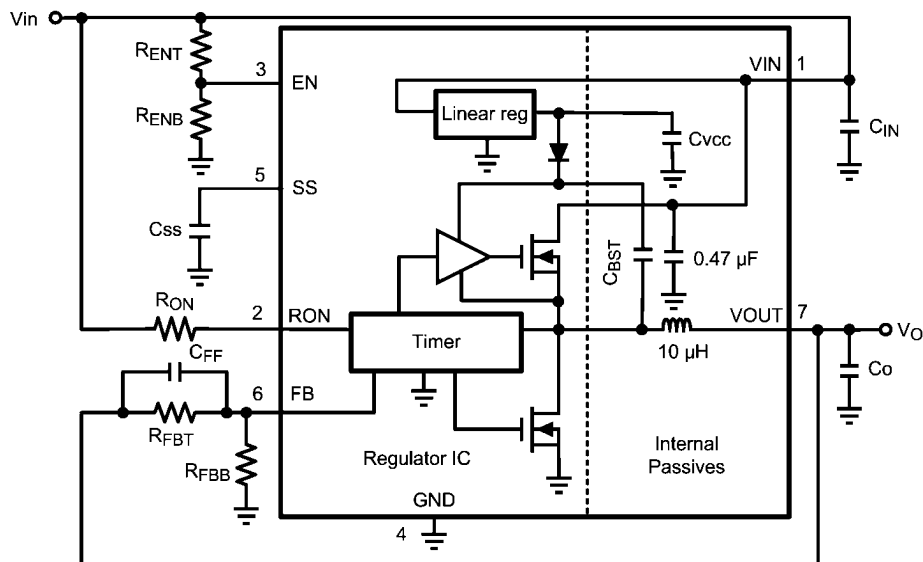 Vin
RENT
3
EN
VIN
1
Linear reg
CVCC
RENB
CIN
5
SS
Css
CBST
0.47 µF
RON
2
RON
Timer
VOUT
7
VO
10 µH
CFF
Co
6
FB
RFBT
RFBB
Regulator IC
Internal
Passives
GND
4